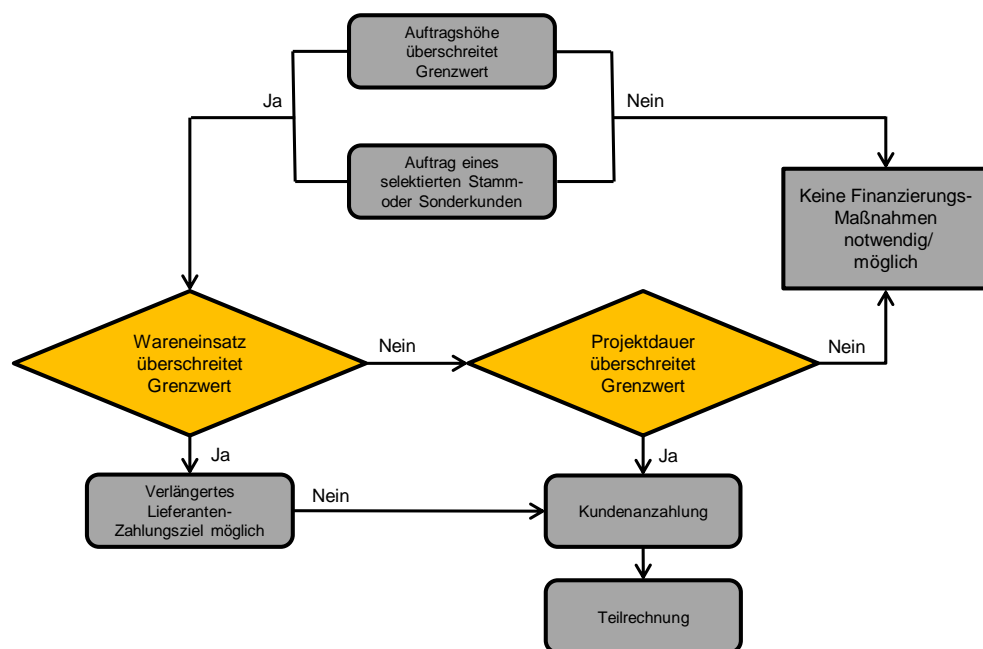 Auftragshöhe
überschreitet
Grenzwert
Ja
Nein
Auftrag eines
selektierten Stamm-
oder Sonderkunden
Keine Finanzierungs-
Maßnahmen
notwendig/
möglich
Wareneinsatz
überschreitet
Grenzwert
Nein
Projektdauer
überschreitet
Grenzwert
Nein
Ja
Ja
Verlängertes
Lieferanten-
Zahlungsziel möglich
Nein
Kundenanzahlung
Teilrechnung